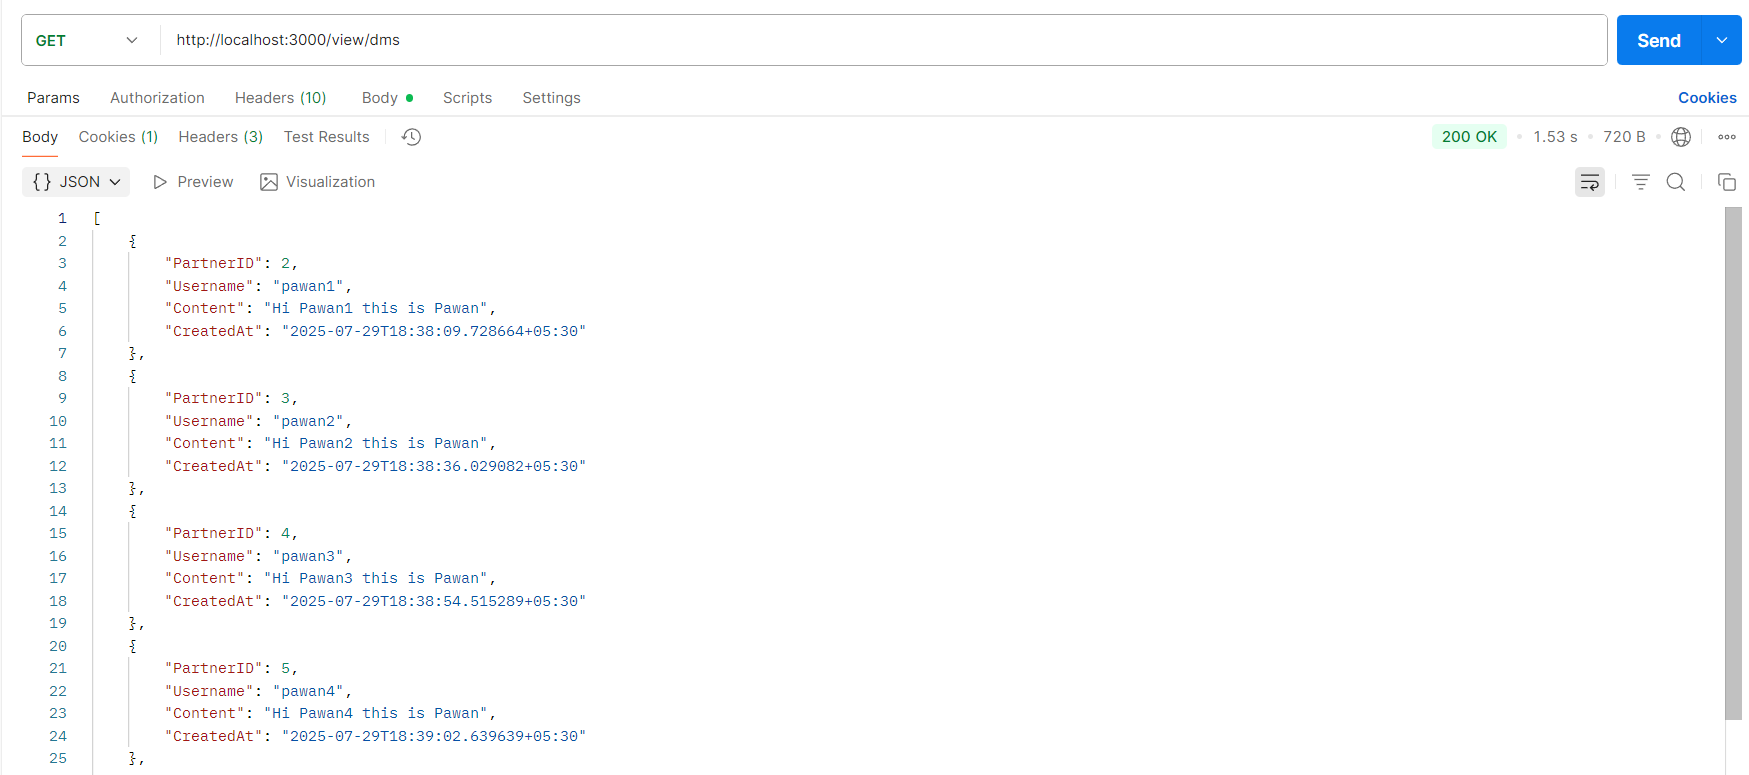 GET http://localhost:3000/view/dms Send
Params Authorization Headers (10) Body Scripts Settings Cookies
Body Cookies (1) Headers (3) Test Results 200 OK 1.53 s 720 B
{} JSON Preview Visualization
1 [
2 {
3 "PartnerID": 2,
4 "Username": "pawan1",
5 "Content": "Hi Pawan1 this is Pawan",
6 "CreatedAt": "2025-07-29T18:38:09.728664+05:30"
7 },
8 {
9 "PartnerID": 3,
10 "Username": "pawan2",
11 "Content": "Hi Pawan2 this is Pawan",
12 "CreatedAt": "2025-07-29T18:38:36.029082+05:30"
13 },
14 {
15 "PartnerID": 4,
16 "Username": "pawan3",
17 "Content": "Hi Pawan3 this is Pawan",
18 "CreatedAt": "2025-07-29T18:38:54.515289+05:30"
19 },
20 {
21 "PartnerID": 5,
22 "Username": "pawan4",
23 "Content": "Hi Pawan4 this is Pawan",
24 "CreatedAt": "2025-07-29T18:39:02.639639+05:30"
25 },